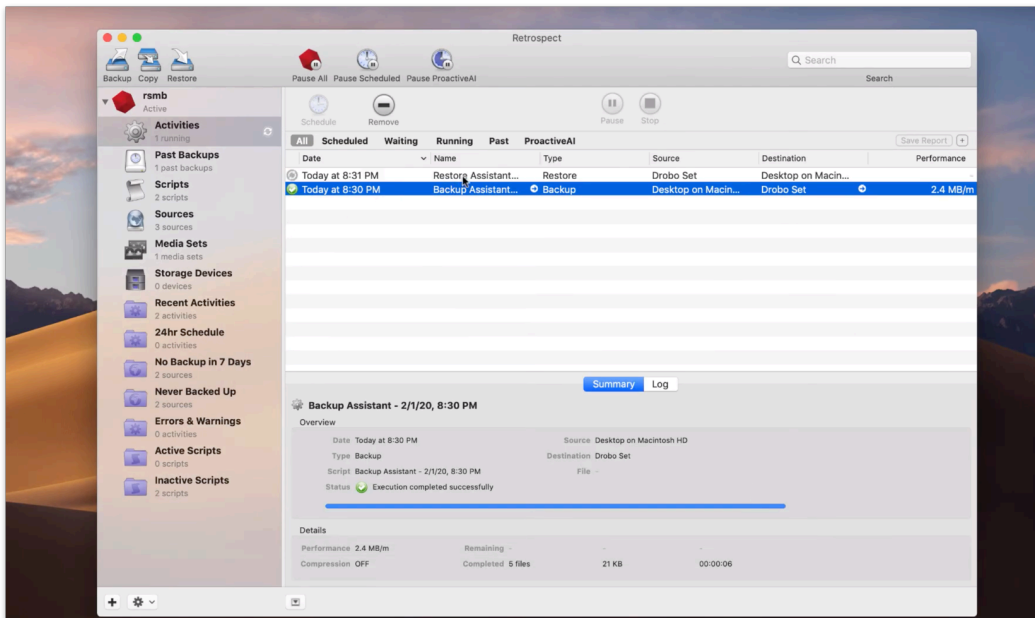 Retrospect
Backup Copy Restore
Pause All Pause Scheduled Pause ProactiveAI
Search
Search
rsmb
Active
Activities
1 running
Past Backups
1 past backups
Scripts
2 scripts
Sources
3 sources
Media Sets
1 media sets
Storage Devices
0 devices
Recent Activities
2 activities
24hr Schedule
0 activities
No Backup in 7 Days
2 sources
Never Backed Up
2 sources
Errors & Warnings
0 activities
Active Scripts
0 scripts
Inactive Scripts
2 scripts
Schedule Remove Pause Stop
All Scheduled Waiting Running Past ProactiveAI Save Report +
Date Name Type Source Destination Performance
Today at 8:31 PM Restore Assistant... Restore Drobo Set Desktop on Macin... -
Today at 8:30 PM Backup Assistant... Backup Desktop on Macin... Drobo Set 2.4 MB/m
Summary Log
Backup Assistant - 2/1/20, 8:30 PM
Overview
Date Today at 8:30 PM Source Desktop on Macintosh HD
Type Backup Destination Drobo Set
Script Backup Assistant - 2/1/20, 8:30 PM File -
Status Execution completed successfully
Details
Performance 2.4 MB/m Remaining - - -
Compression OFF Completed 5 files 21 KB 00:00:06